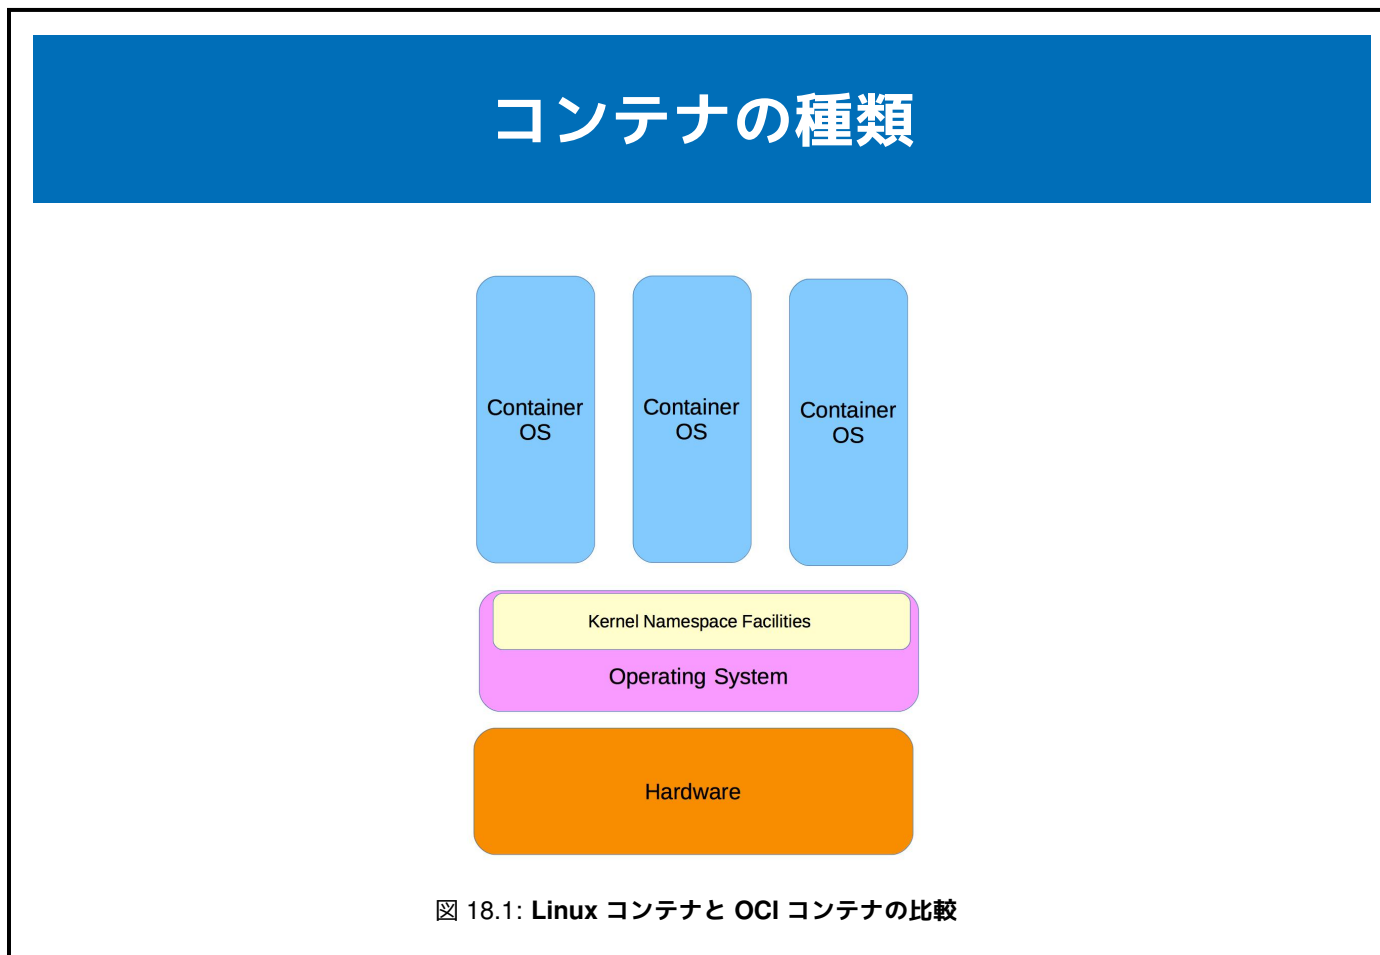 コンテナの種類
Container
OS
Container
OS
Container
OS
Kernel Namespace Facilities
Operating System
Hardware
図 18.1: Linux コンテナと OCI コンテナの比較